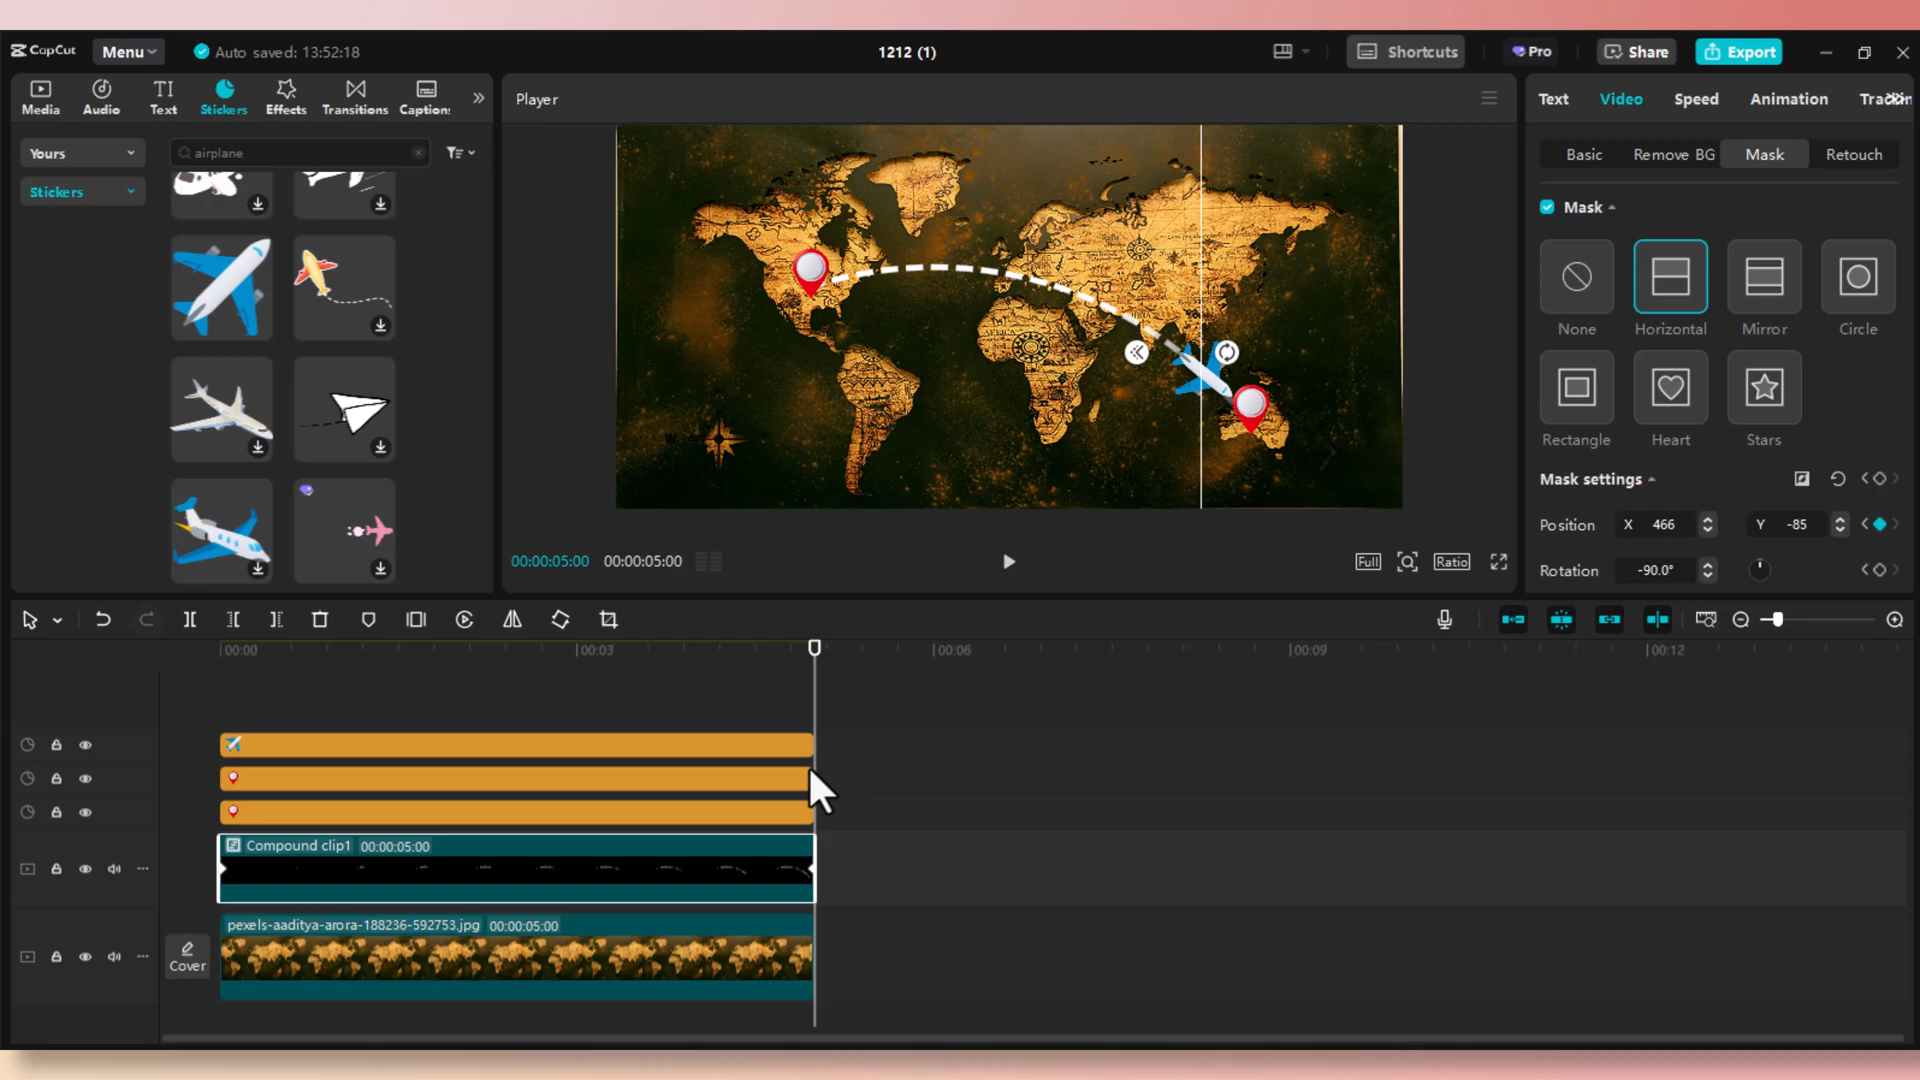 CapCut
Menu
Auto saved: 13:52:18
1212 (1)
Shortcuts
Pro
Share
Export
Media
Audio
TI
Text
Stickers
Effects
Transitions
Caption
Player
Text
Video
Speed
Animation
Yours
airplane
Stickers
Basic
Remove BG
Mask
Retouch
Mask
None
Horizontal
Mirror
Circle
Rectangle
Heart
Stars
Mask settings
Position
X 466
Y -85
Rotation
-90.0°
00:00:05:00
00:00:05:00
Full
Ratio
00:00
00:03
00:06
00:09
00:12
Compound clip1 00:00:05:00
pexels-aaditya-arora-188236-592753.jpg 00:00:05:00
Cover